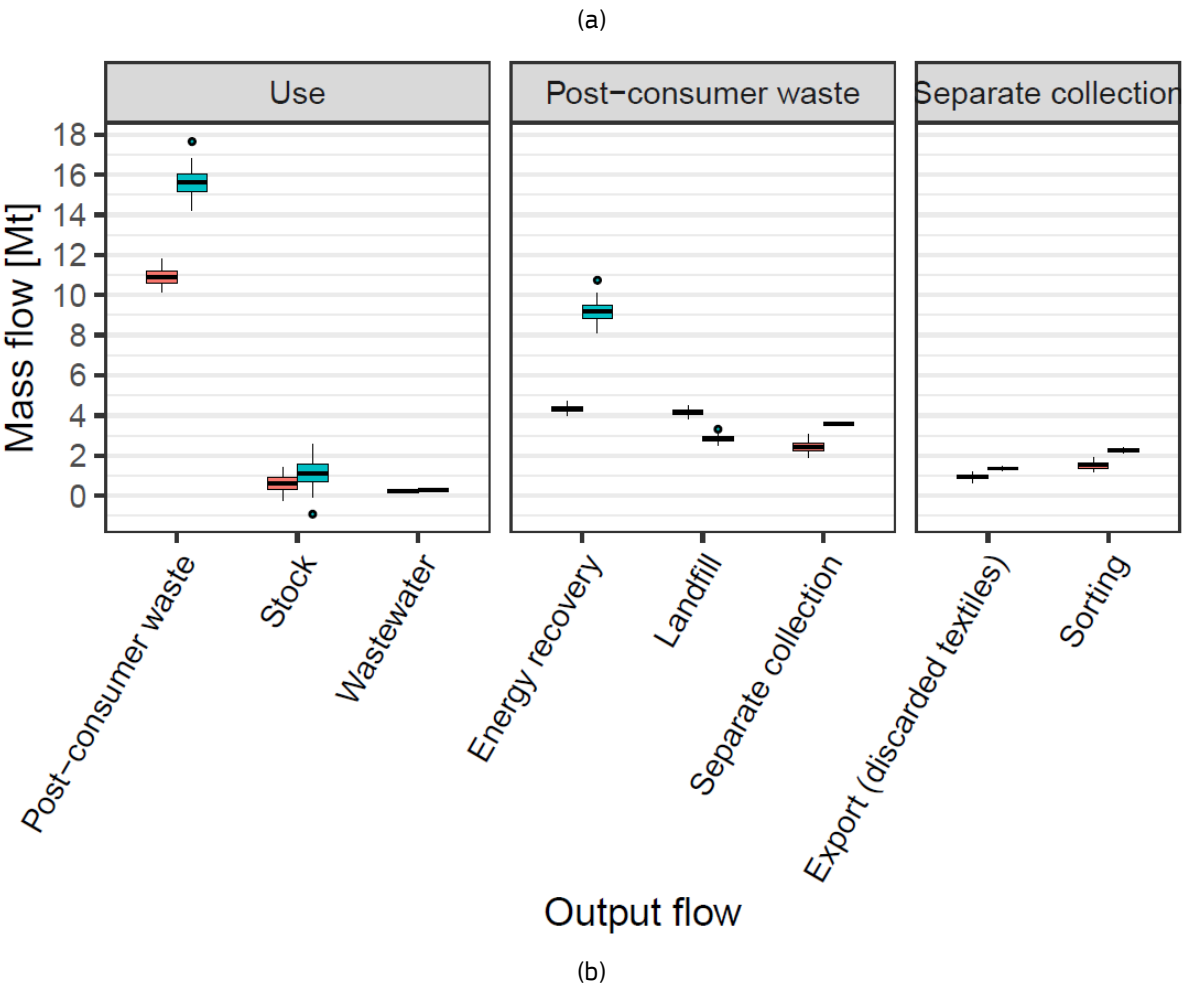 (a)
Use
Post−consumer waste
Separate collection
Mass flow [Mt]
18
16
14
12
10
8
6
4
2
0
Post−consumer waste
Stock
Wastewater
Energy recovery
Landfill
Separate collection
Export (discarded textiles)
Sorting
Output flow
(b)